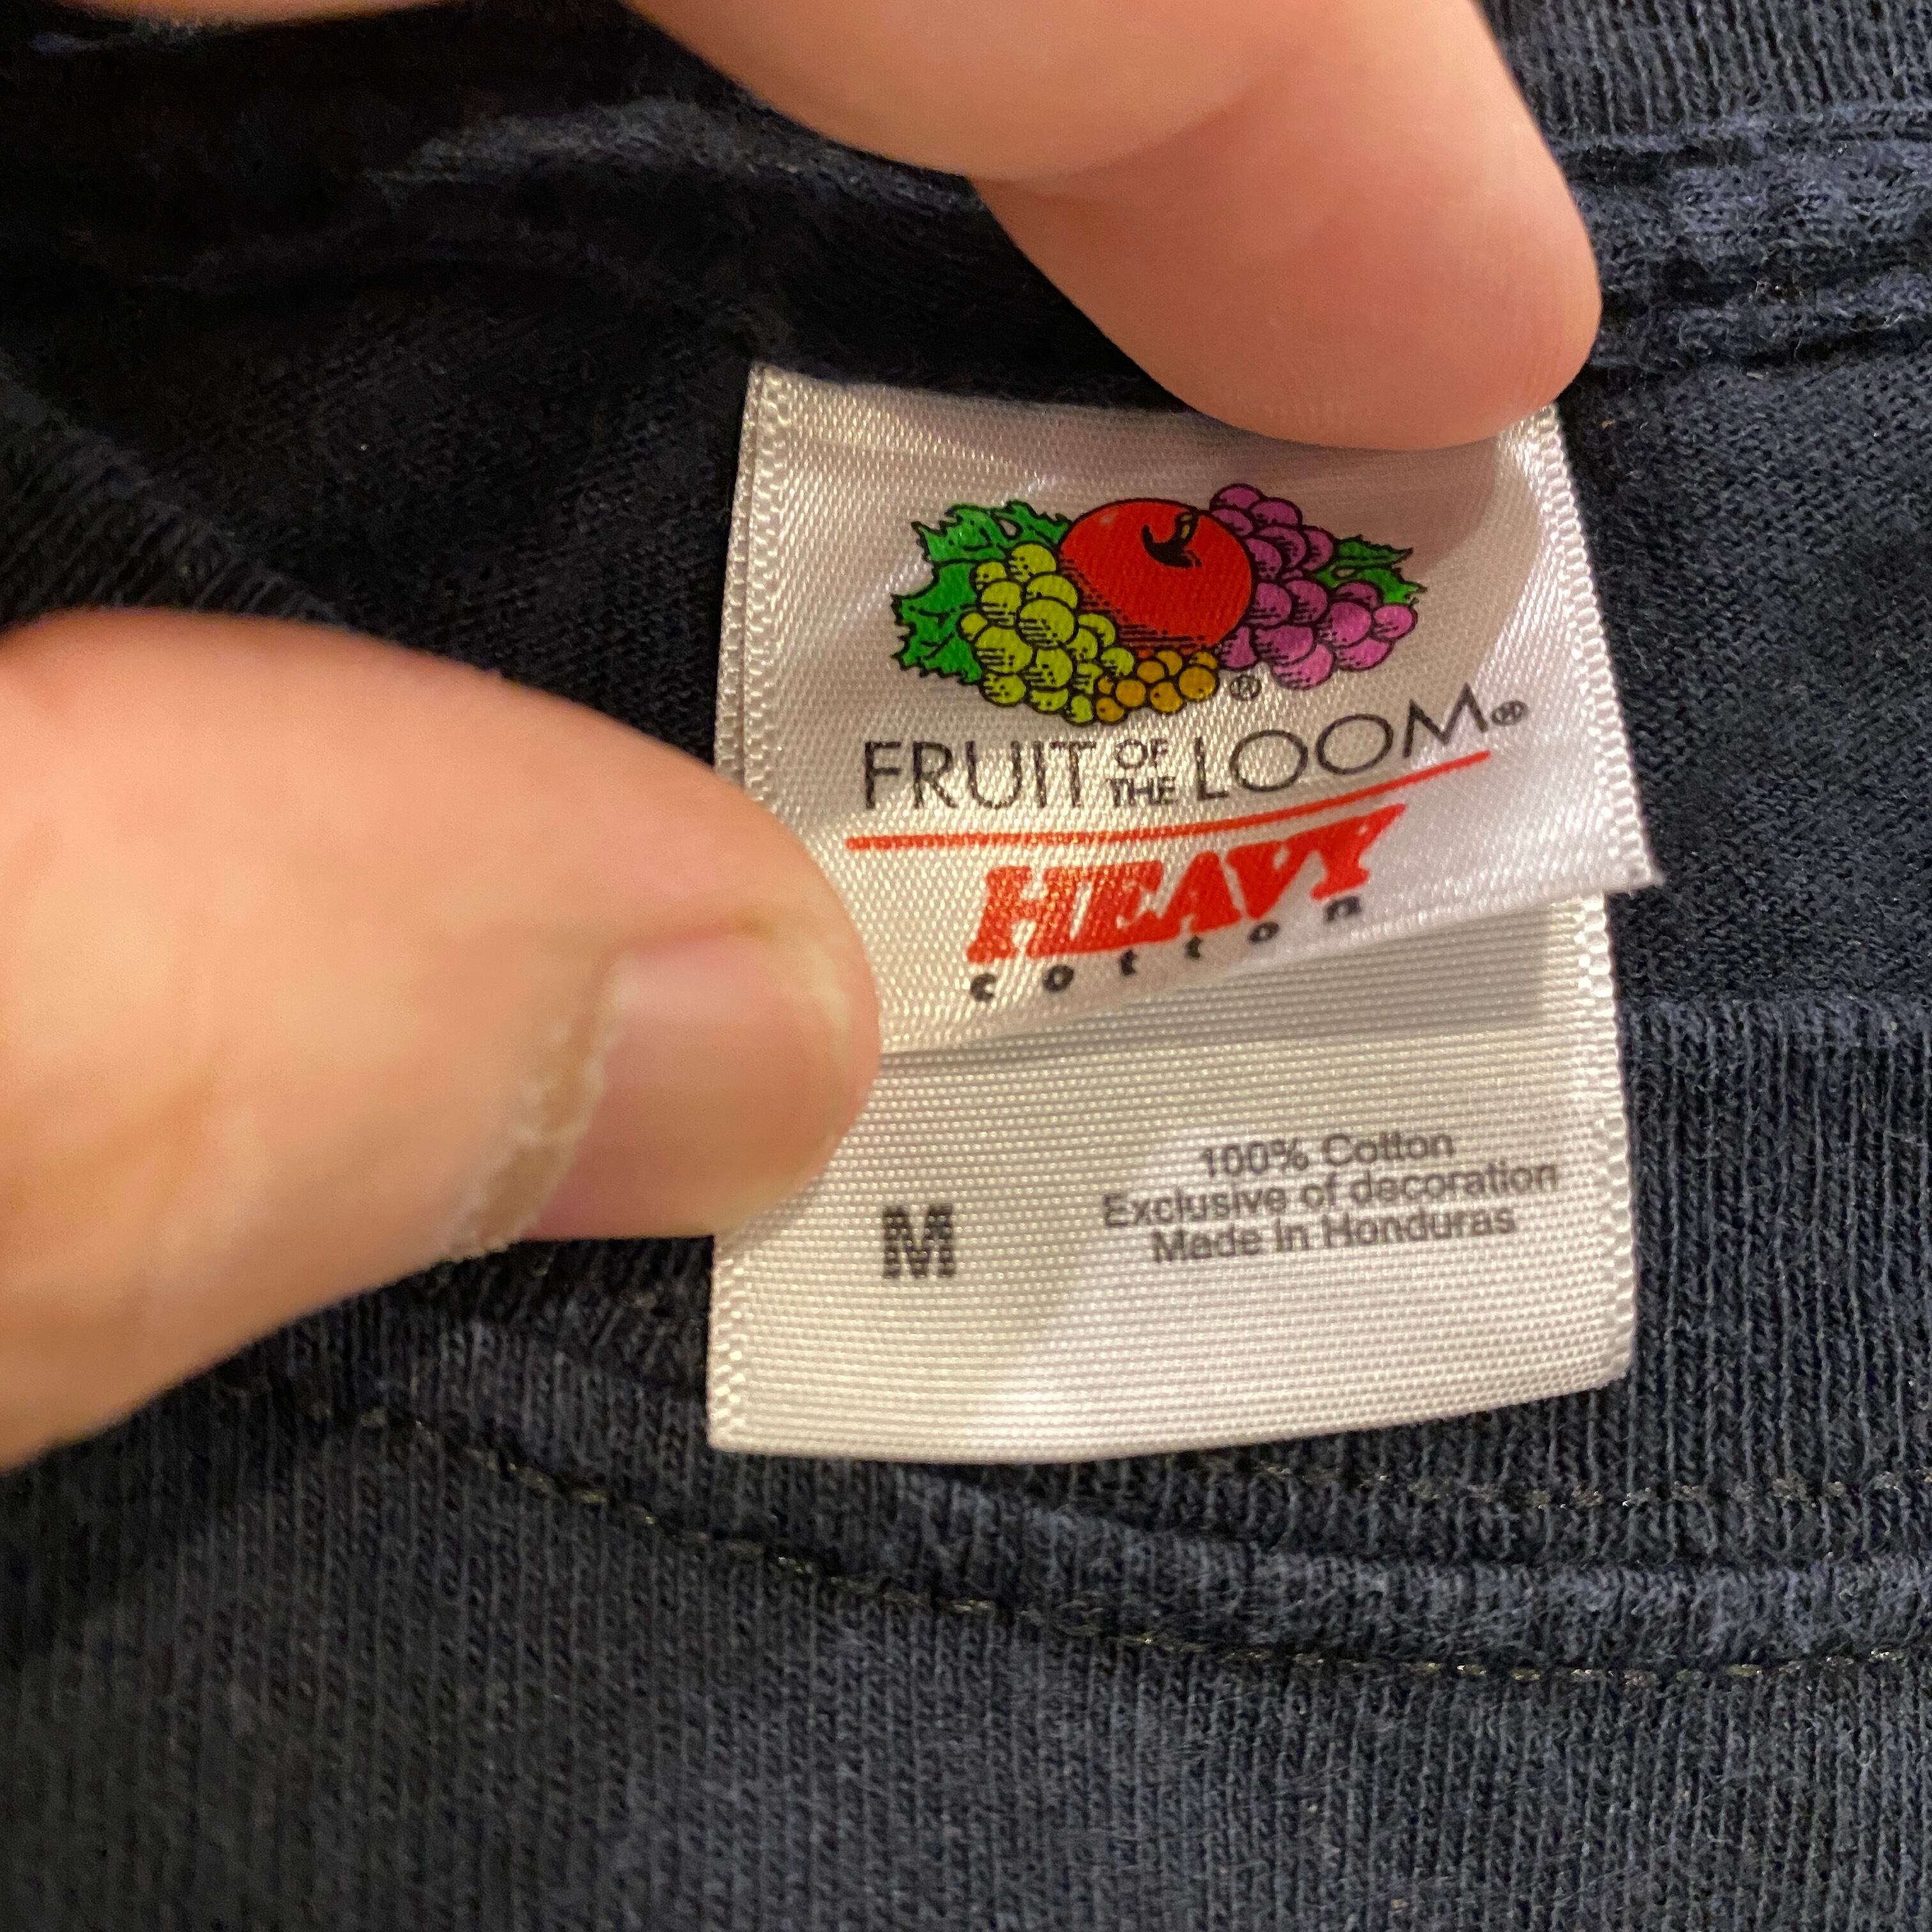 ®
FRUIT OF THE LOOM®
HEAVY
cotton
M
100% Cotton
Exclusive of decoration
Made in Honduras